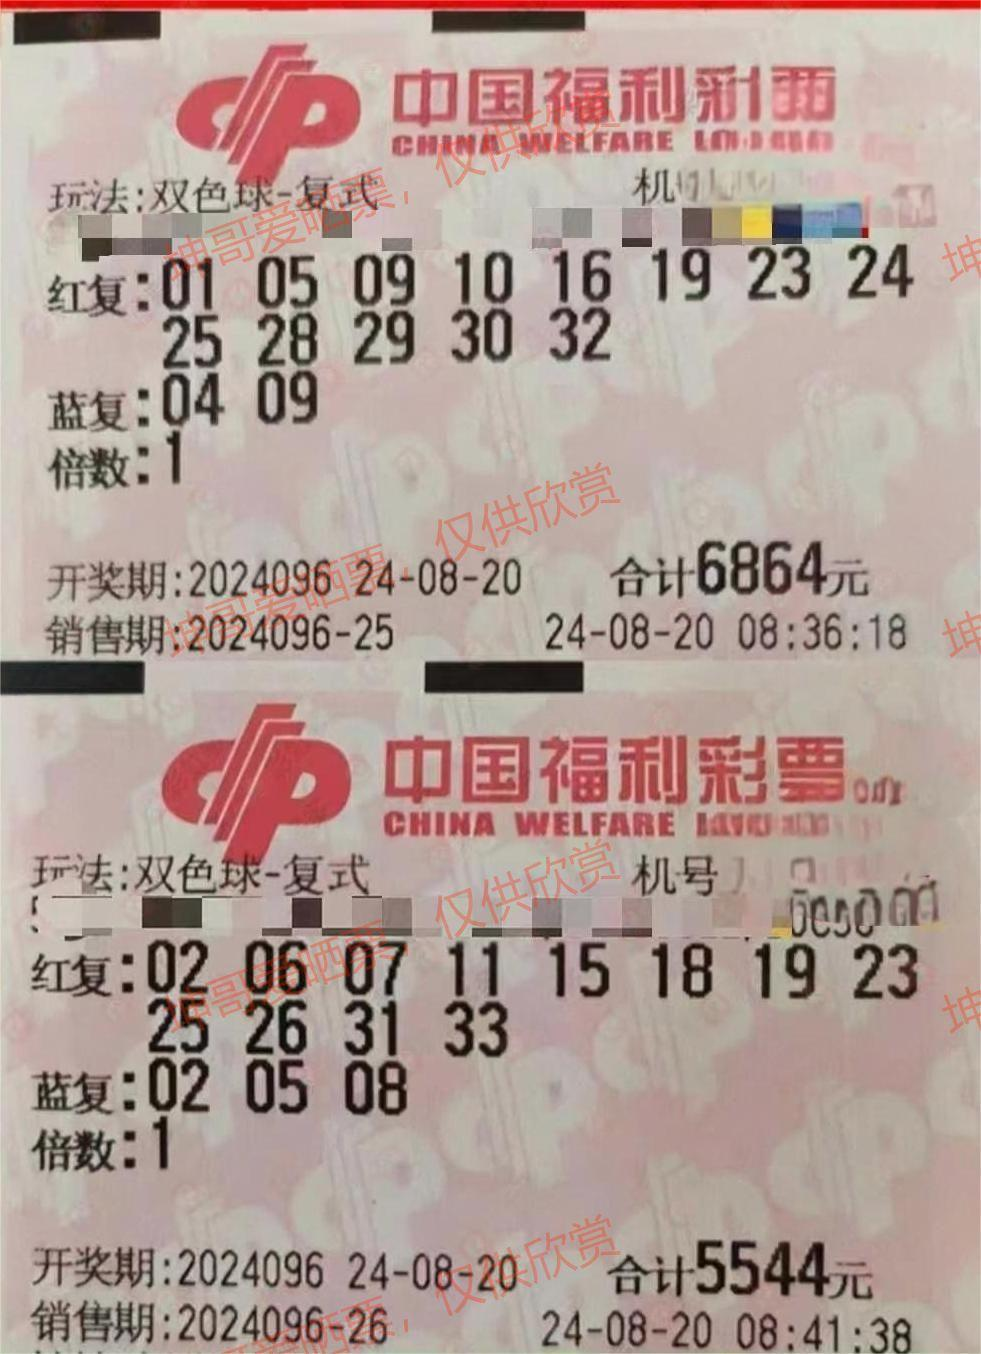 中国福利彩票
CHINA WELFARE
玩法:双色球-复式 机
红复:01 05 09 10 16 19 23 24
25 28 29 30 32
蓝复:04 09
倍数:1
开奖期:2024096 24-08-20 合计6864元
销售期:2024096-25 24-08-20 08:36:18
中国福利彩票
CHINA WELFARE
玩法:双色球-复式 机号
红复:02 06 07 11 15 18 19 23
25 26 31 33
蓝复:02 05 08
倍数:1
开奖期:2024096 24-08-20 合计5544元
销售期:2024096-26 24-08-20 08:41:38
坤哥爱晒票,仅供欣赏
坤哥爱晒票,仅供欣赏
坤哥爱晒票,仅供欣赏
坤哥爱晒票,仅供欣赏
坤
坤
坤